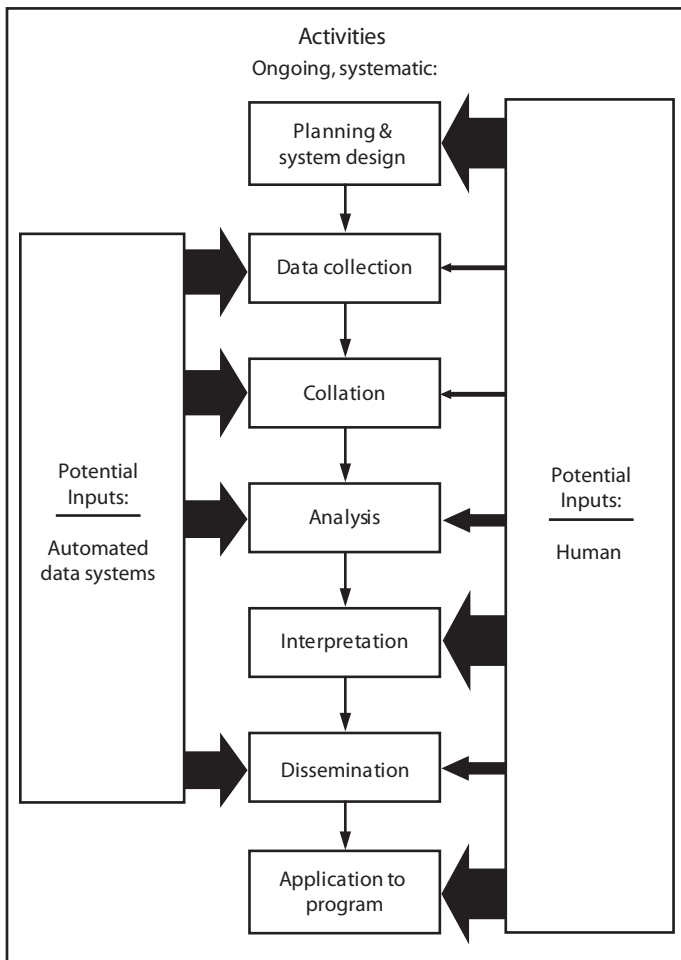 Activities
Ongoing, systematic:
Planning &
system design
Data collection
Collation
Analysis
Interpretation
Dissemination
Application to
program
Potential
Inputs:
Automated
data systems
Potential
Inputs:
Human